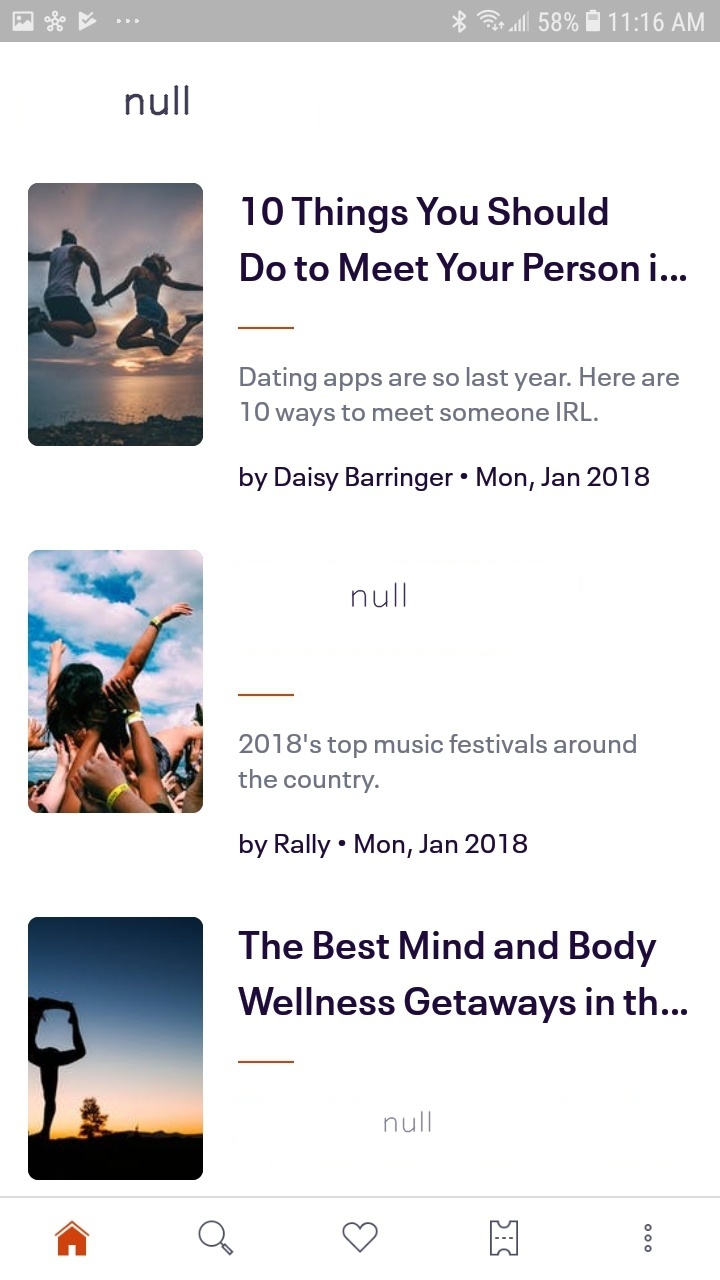 58% 11:16 AM
null
10 Things You Should
Do to Meet Your Person i...
Dating apps are so last year. Here are
10 ways to meet someone IRL.
by Daisy Barringer • Mon, Jan 2018
null
2018's top music festivals around
the country.
by Rally • Mon, Jan 2018
The Best Mind and Body
Wellness Getaways in th...
null